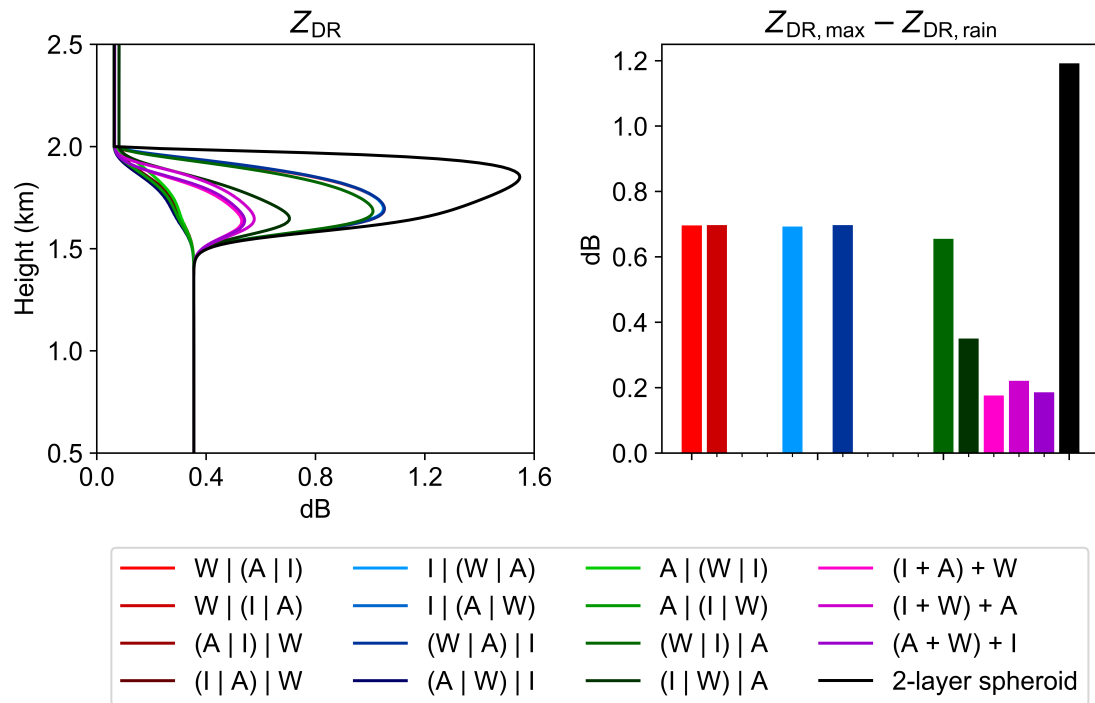 Z_DR
Z_DR, max − Z_DR, rain
Height (km)
2.5
2.0
1.5
1.0
0.5
0.0 0.4 0.8 1.2 1.6
dB
dB
1.2
1.0
0.8
0.6
0.4
0.2
0.0
W | (A | I) I | (W | A) A | (W | I) (I + A) + W
W | (I | A) I | (A | W) A | (I | W) (I + W) + A
(A | I) | W (W | A) | I (W | I) | A (A + W) + I
(I | A) | W (A | W) | I (I | W) | A 2-layer spheroid